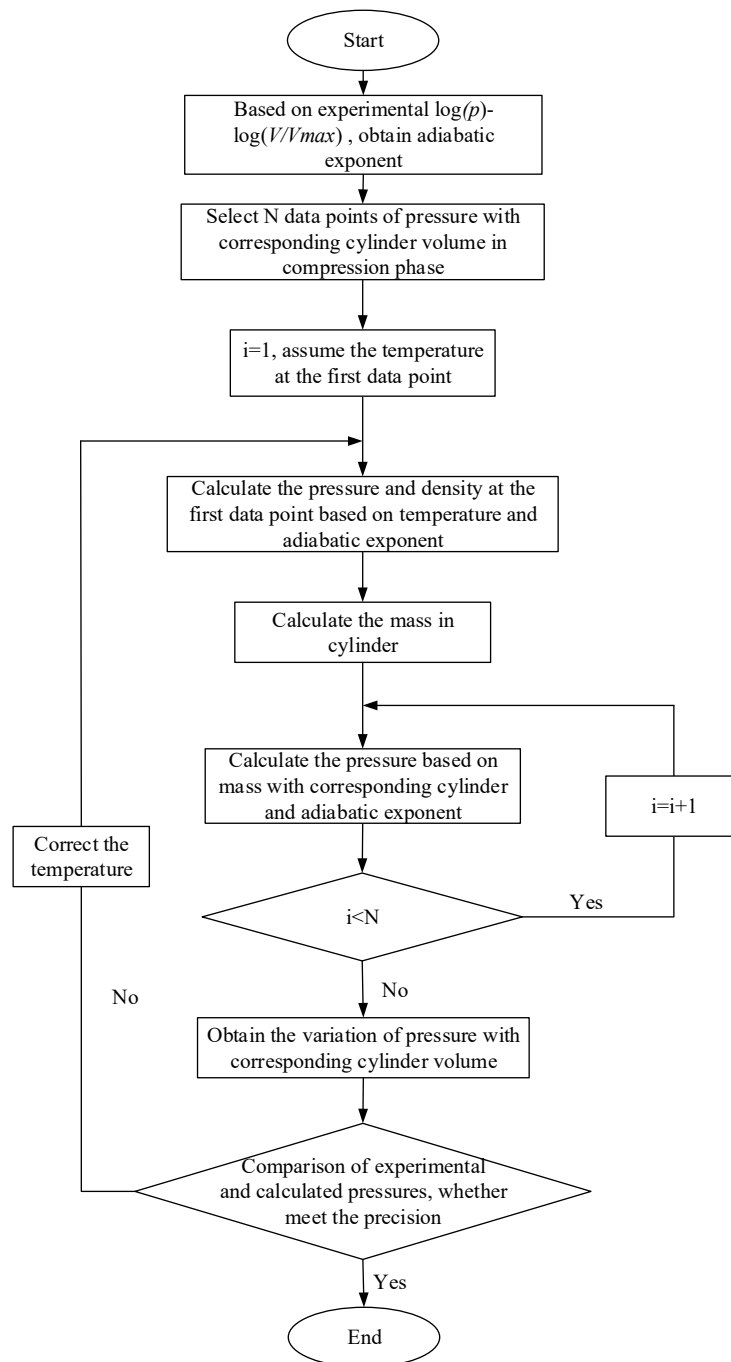 Start
Based on experimental log(p)-
log(V/Vmax) , obtain adiabatic
exponent
Select N data points of pressure with
corresponding cylinder volume in
compression phase
i=1, assume the temperature
at the first data point
Calculate the pressure and density at the
first data point based on temperature and
adiabatic exponent
Calculate the mass in
cylinder
Calculate the pressure based on
mass with corresponding cylinder
and adiabatic exponent
i=i+1
Correct the
temperature
i<N
Yes
No
No
Obtain the variation of pressure with
corresponding cylinder volume
Comparison of experimental
and calculated pressures, whether
meet the precision
Yes
End